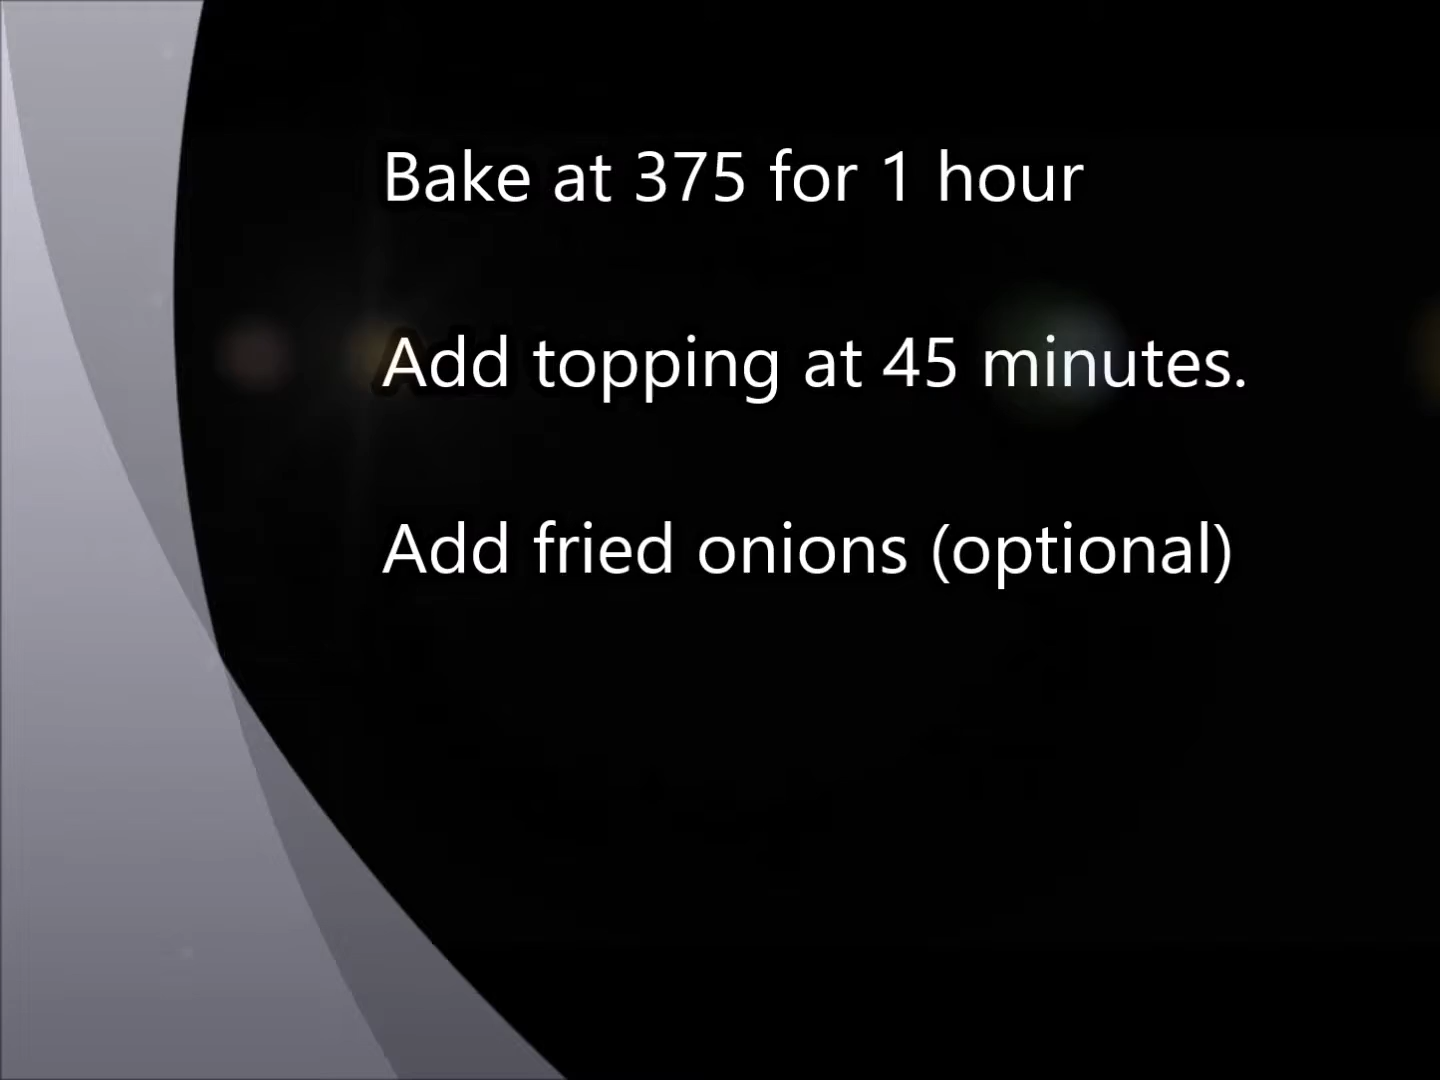 Bake at 375 for 1 hour
Add topping at 45 minutes.
Add fried onions (optional)